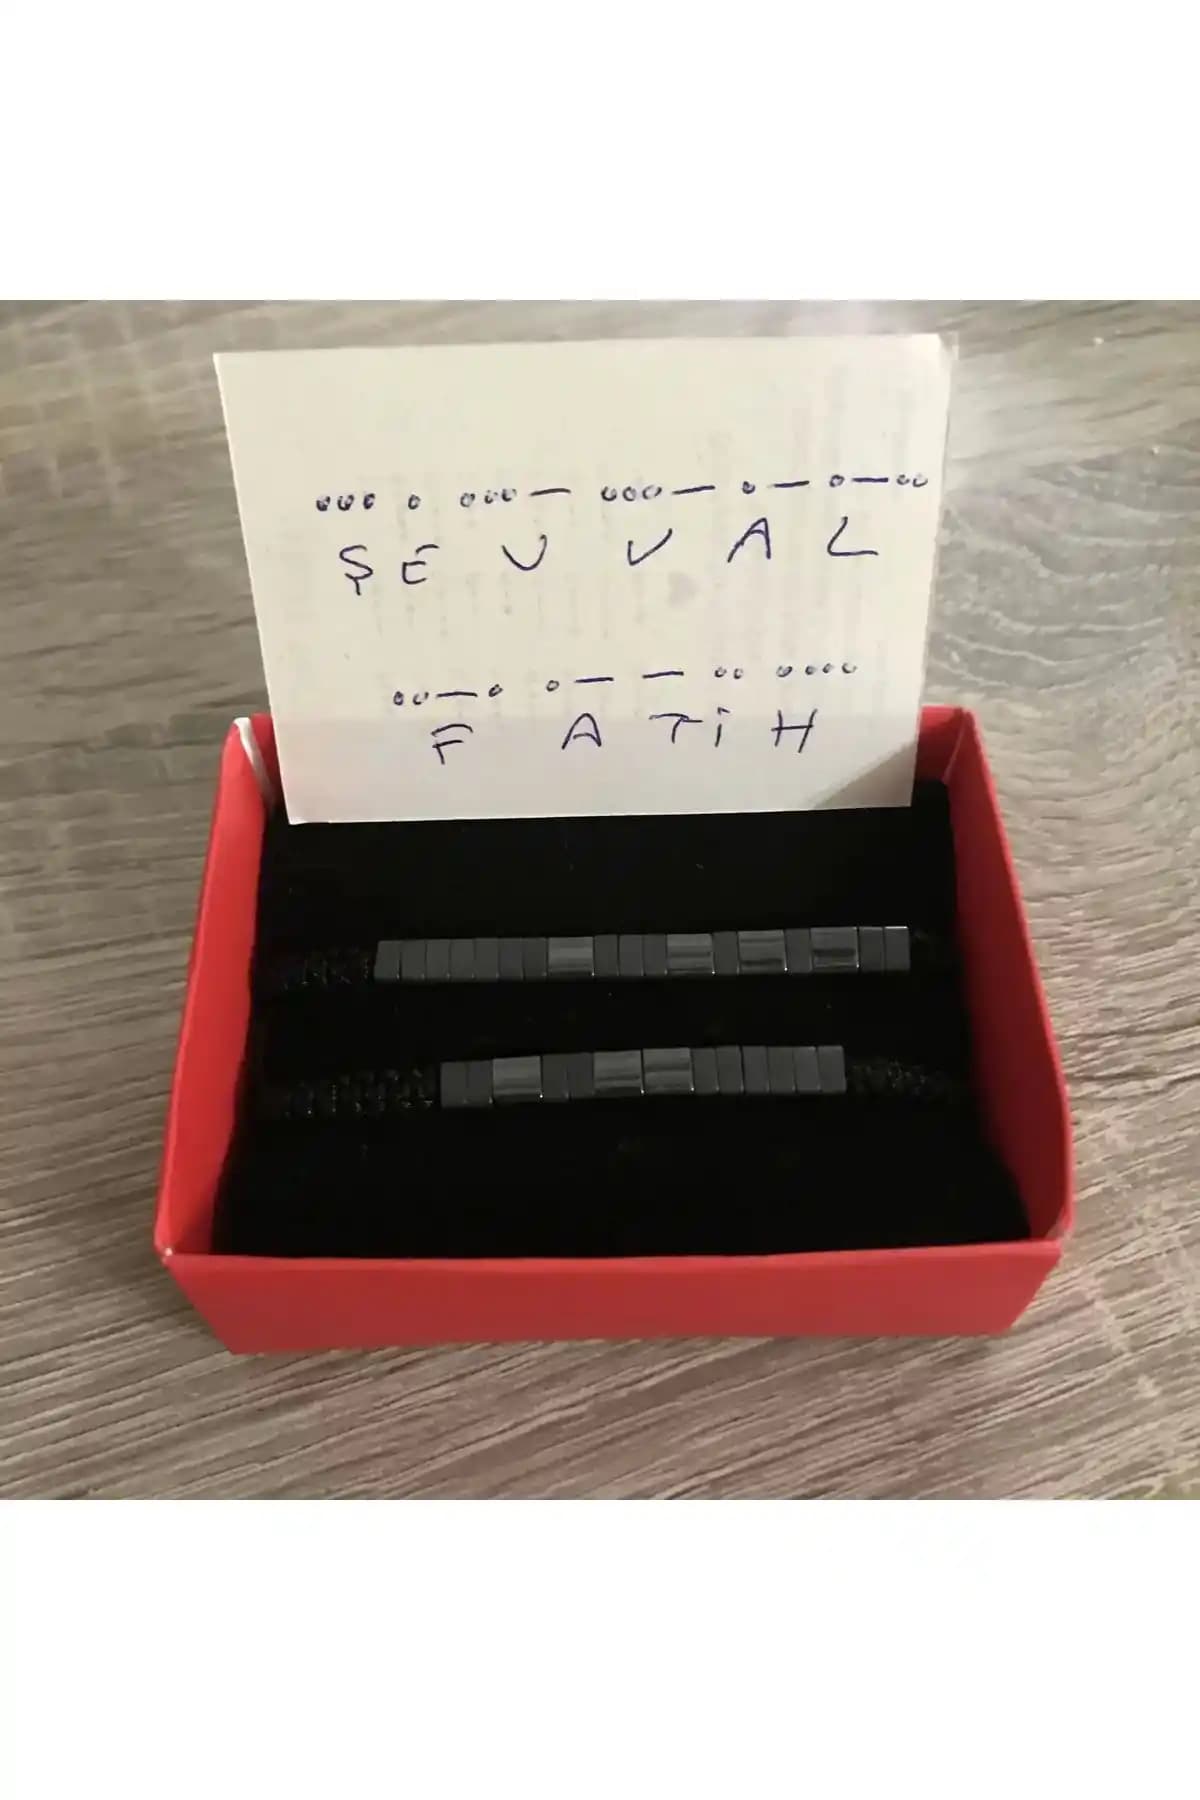 ... . ...— ...— .— .—..
ŞEVVAL
..—. .— — .. ....
FATİH